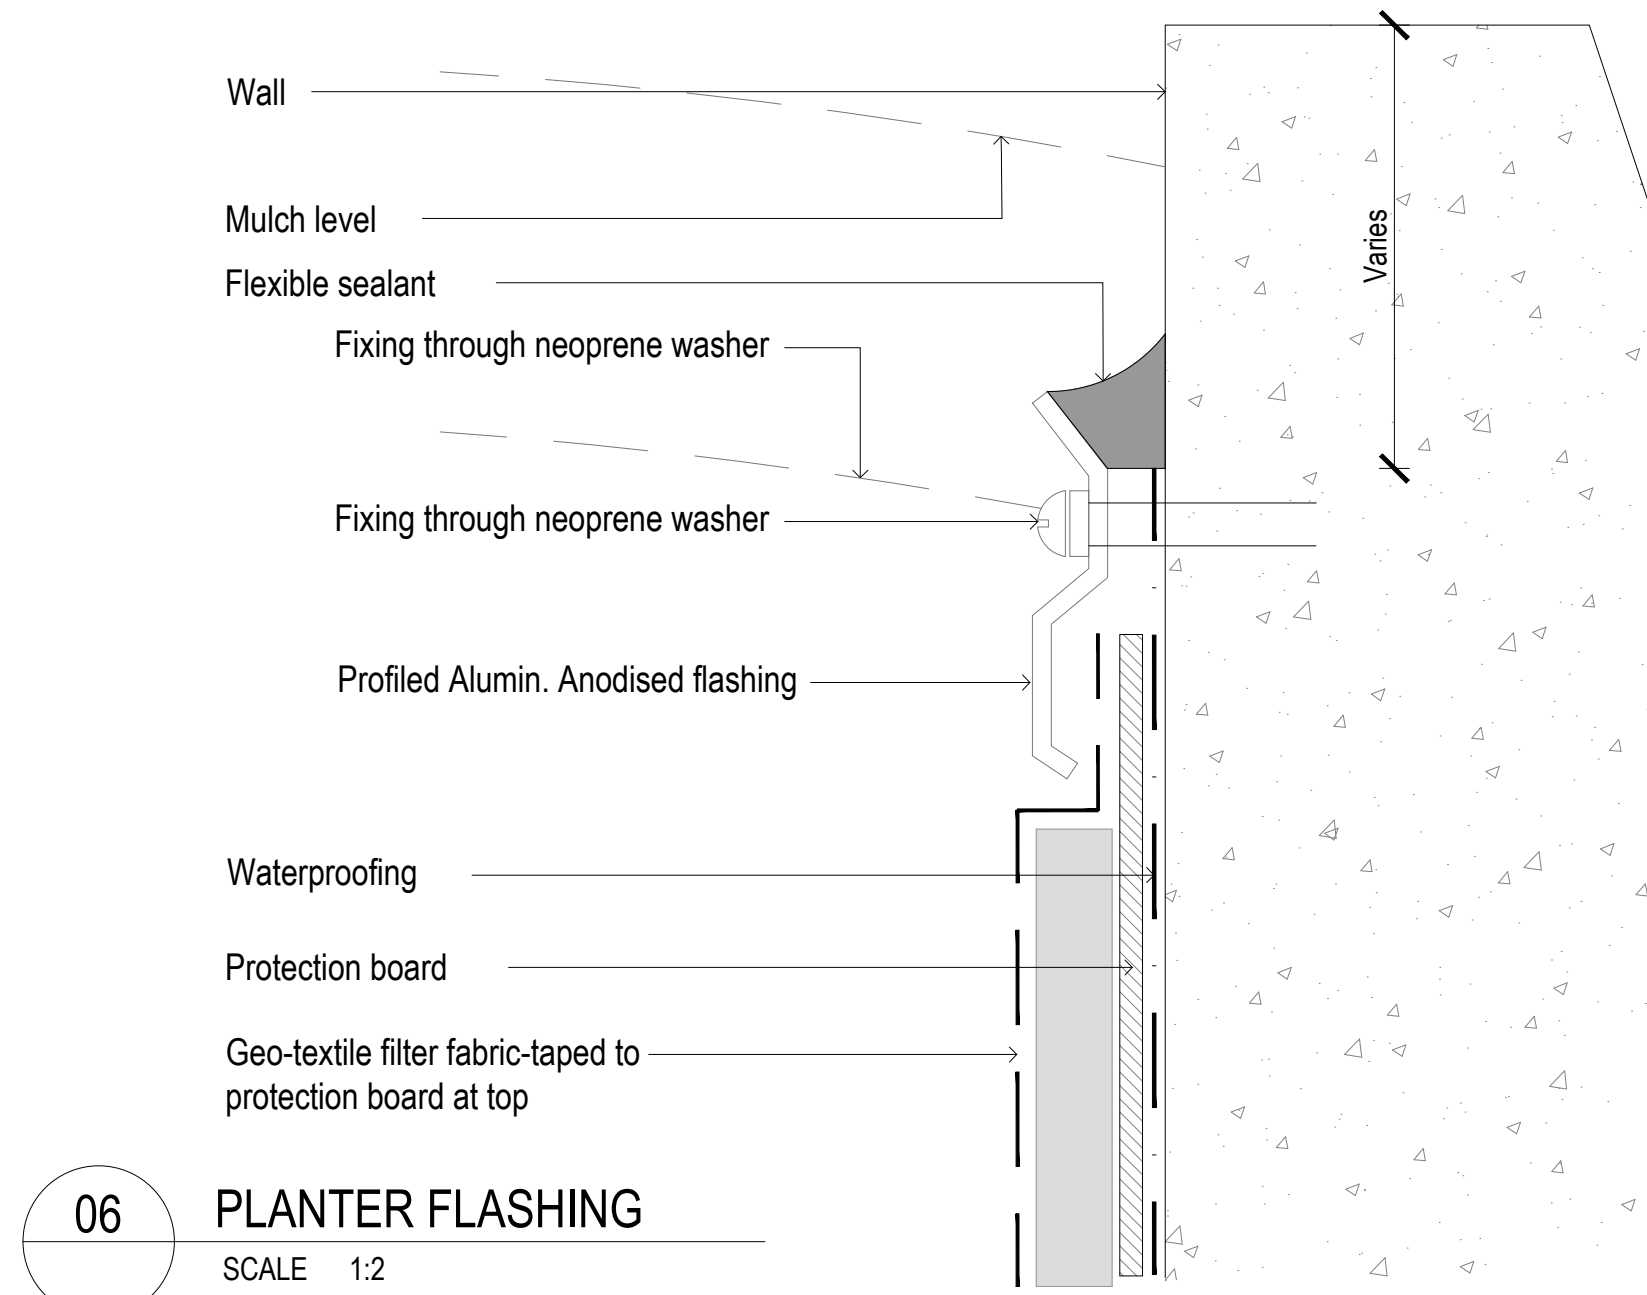 Wall
Mulch level
Varies
Flexible sealant
Fixing through neoprene washer
Fixing through neoprene washer
Profiled Alumin. Anodised flashing
Waterproofing
Protection board
Geo-textile filter fabric-taped to
protection board at top
06
PLANTER FLASHING
SCALE 1:2